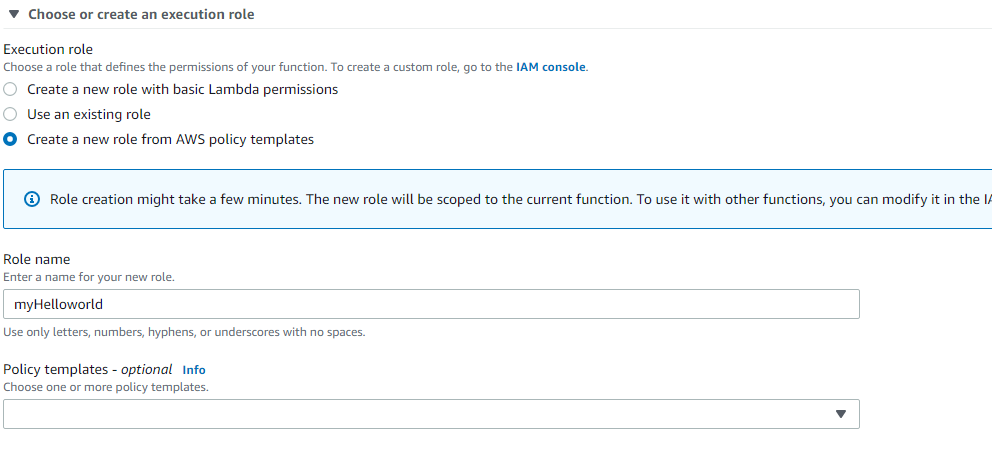 Choose or create an execution role
Execution role
Choose a role that defines the permissions of your function. To create a custom role, go to the IAM console.
Create a new role with basic Lambda permissions
Use an existing role
Create a new role from AWS policy templates
Role creation might take a few minutes. The new role will be scoped to the current function. To use it with other functions, you can modify it in the
Role name
Enter a name for your new role.
myHelloworld
Use only letters, numbers, hyphens, or underscores with no spaces.
Policy templates - optional Info
Choose one or more policy templates.